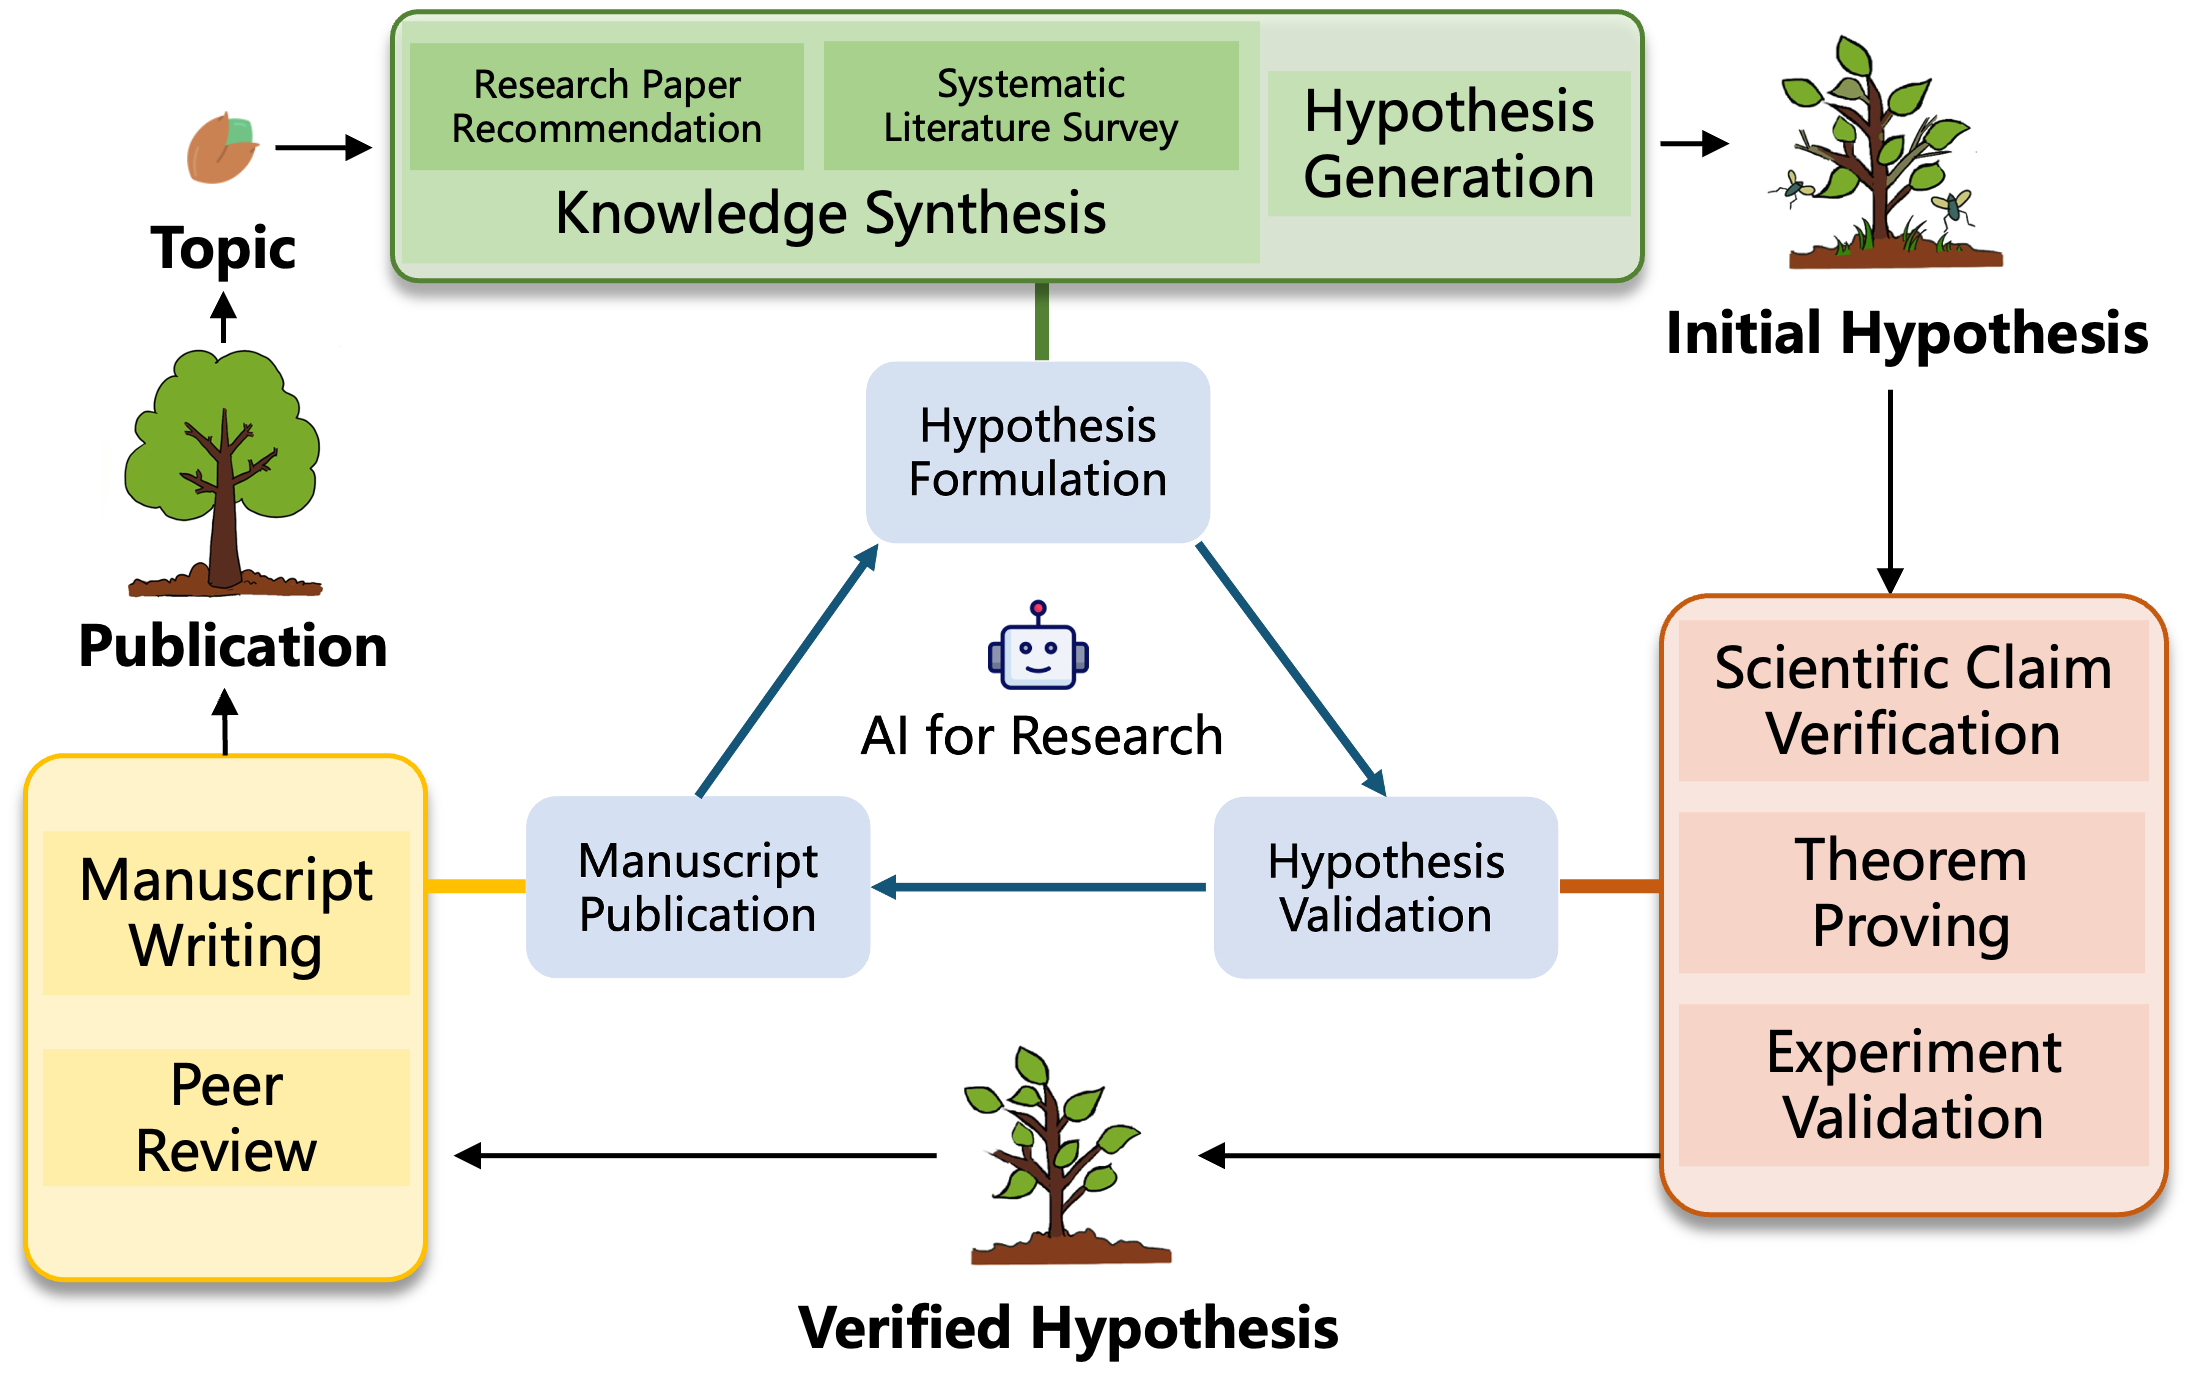 Research Paper
Recommendation
Systematic
Literature Survey
Knowledge Synthesis
Hypothesis
Generation
Topic
Initial Hypothesis
Hypothesis
Formulation
Publication
AI for Research
Scientific Claim
Verification
Theorem
Proving
Experiment
Validation
Manuscript
Writing
Peer
Review
Manuscript
Publication
Hypothesis
Validation
Verified Hypothesis